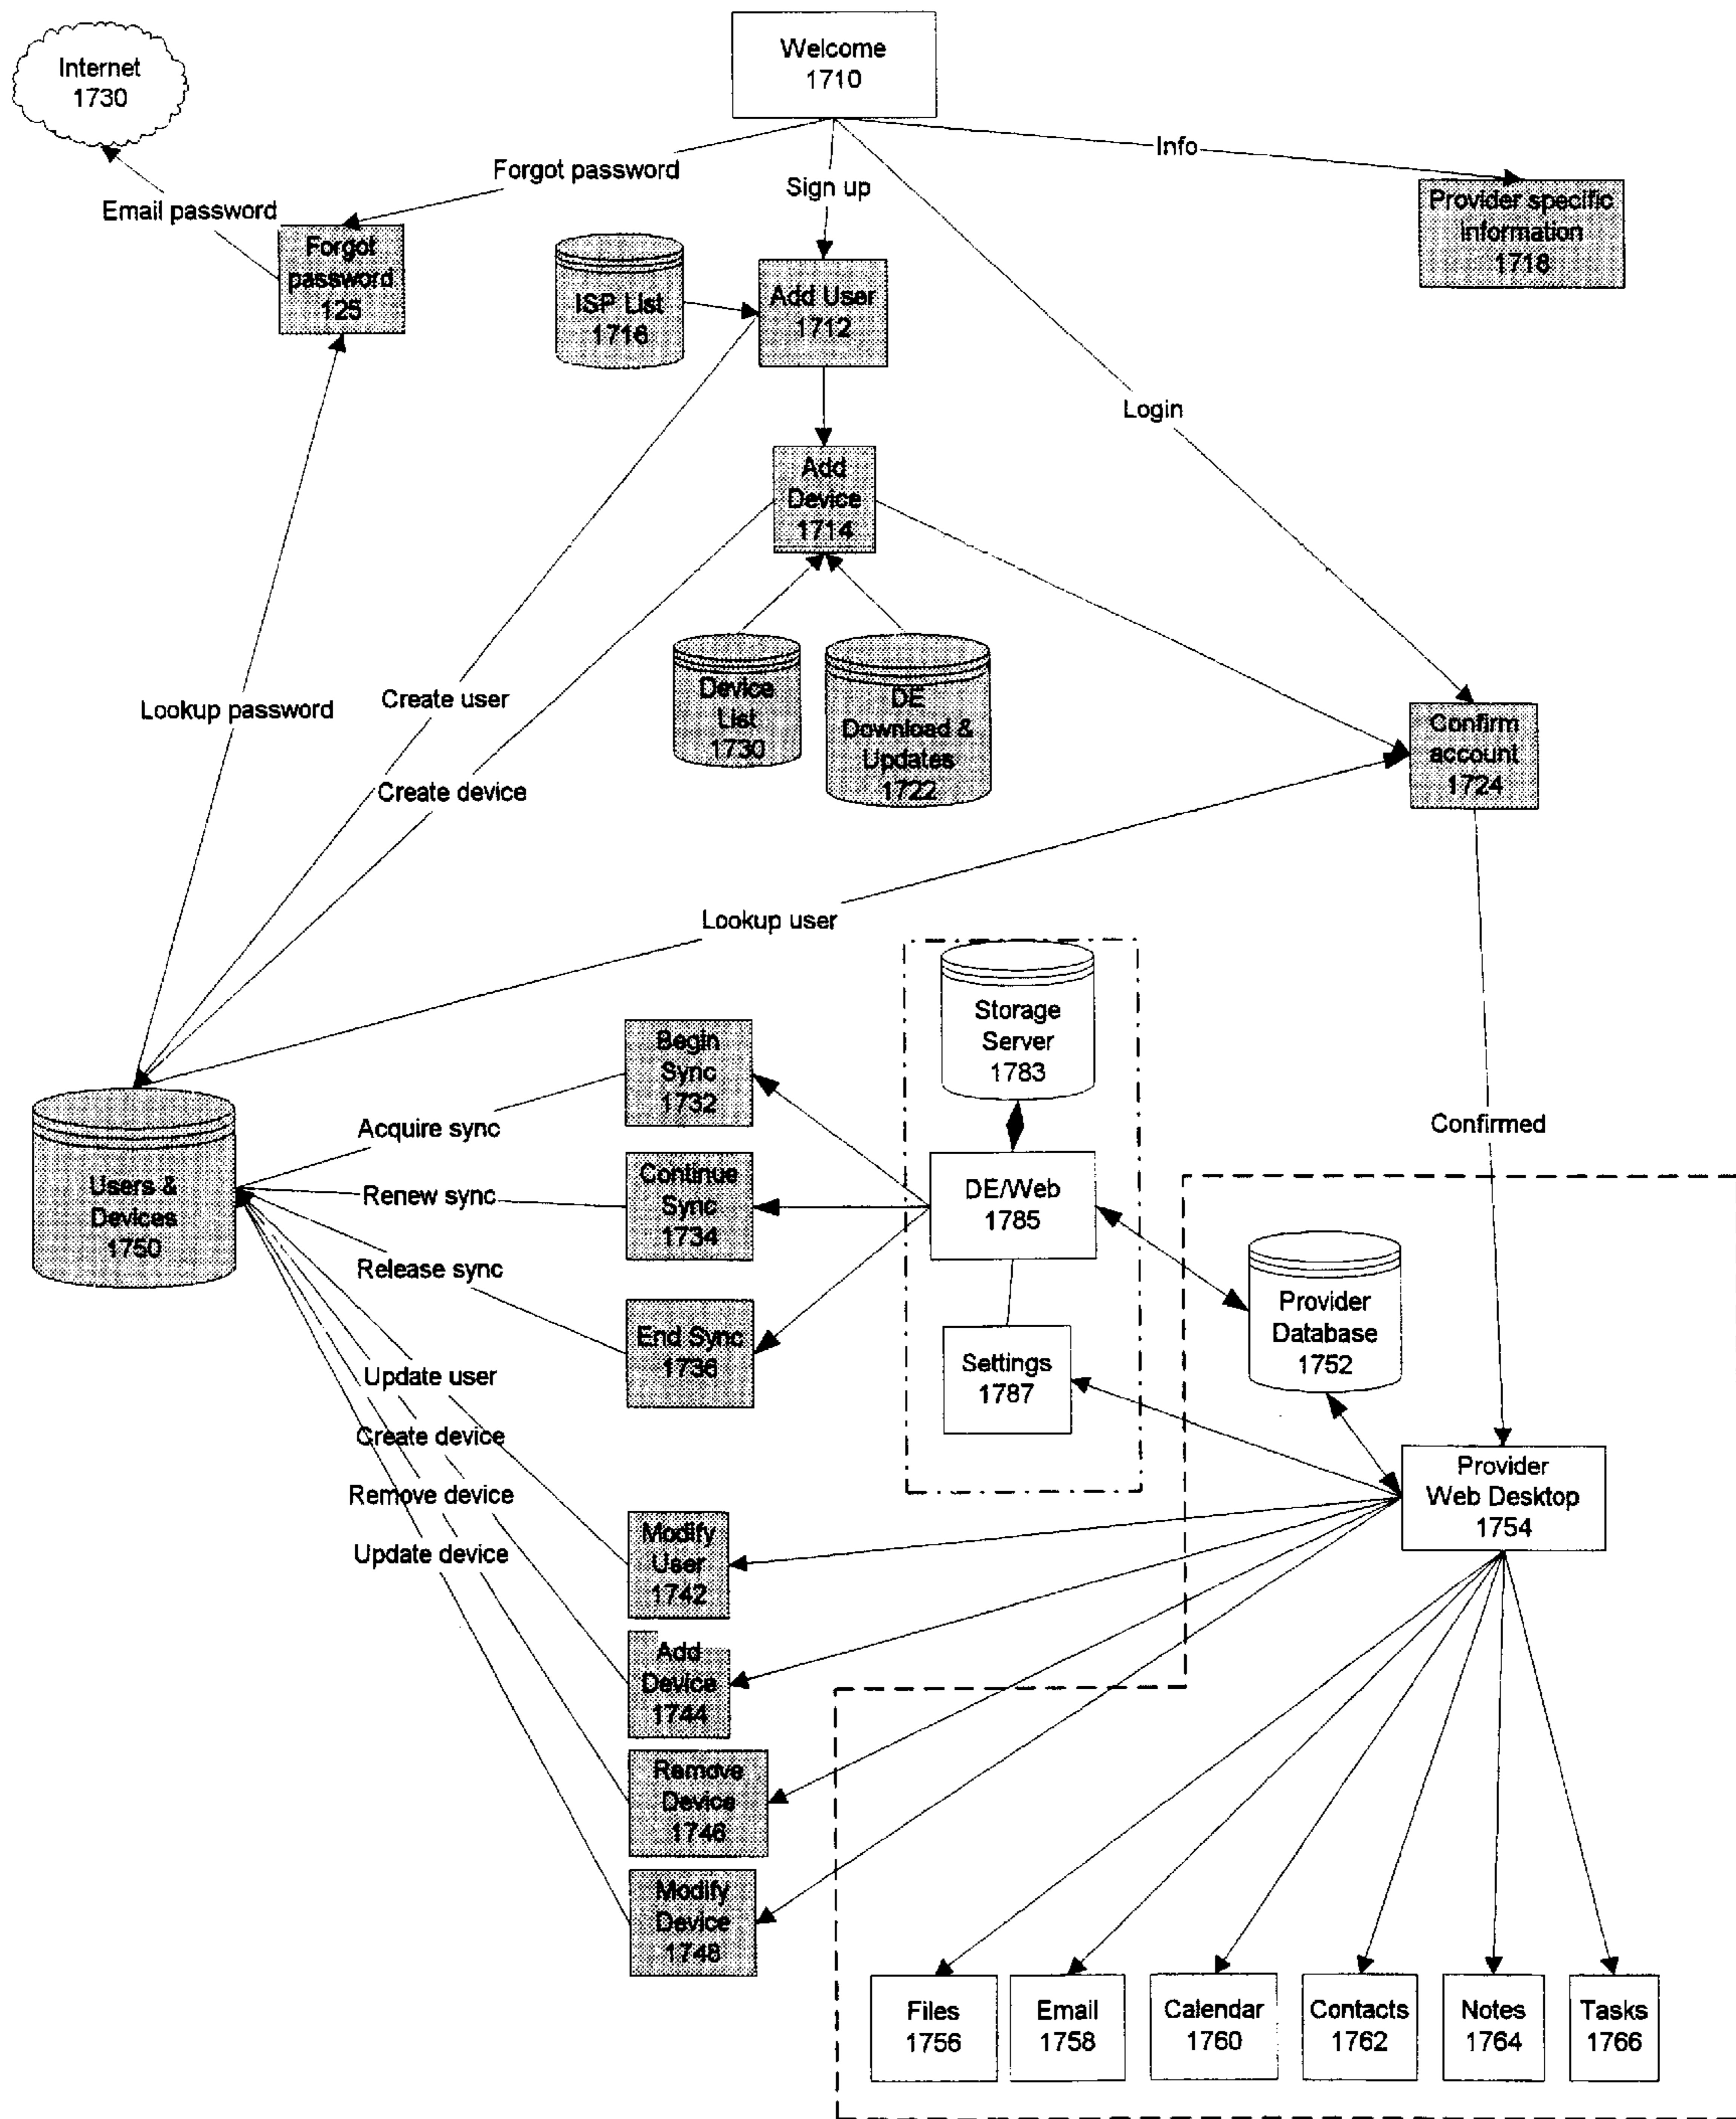 Welcome
1710
Internet
1730
Info
Forgot password
Sign up
Provider specific
information
1718
Email password
Forgot
password
125
ISP List
1716
Add User
1712
Login
Add
Device
1714
Device
List
1730
DE
Download &
Updates
1722
Create user
Lookup password
Confirm
account
1724
Create device
Lookup user
Storage
Server
1783
Begin
Sync
1732
Acquire sync
Confirmed
Users &
Devices
1750
Renew sync
Continue
Sync
1734
DE/Web
1785
Release sync
End Sync
1736
Provider
Database
1752
Settings
1787
Update user
Create device
Remove device
Update device
Provider
Web Desktop
1754
Modify
User
1742
Add
Device
1744
Remove
Device
1746
Modify
Device
1748
Files
1756
Email
1758
Calendar
1760
Contacts
1762
Notes
1764
Tasks
1766